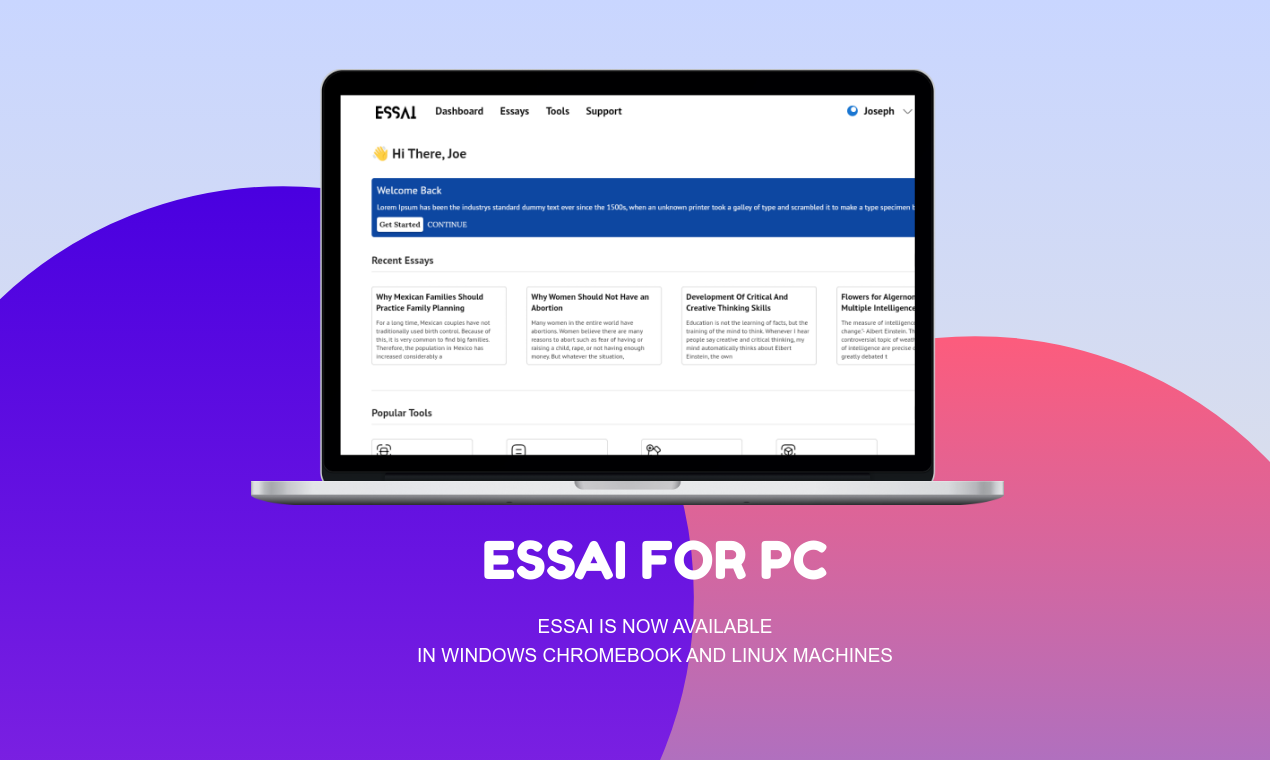 ESSAI Dashboard Essays Tools Support Joseph
👋 Hi There, Joe
Welcome Back
Lorem Ipsum has been the industrys standard dummy text ever since the 1500s, when an unknown printer took a galley of type and scrambled it to make a type specimen
Get Started CONTINUE
Recent Essays
Why Mexican Families Should
Practice Family Planning
For a long time, Mexican couples have not
traditionally used birth control. Because of
this, it is very common to find big families.
Therefore, the population in Mexico has
increased considerably a
Why Women Should Not Have an
Abortion
Many women in the entire world have
abortions. Women believe there are many
reasons to abort such as fear of having or
raising a child, rape, or not having enough
money. But whatever the situation,
Development Of Critical And
Creative Thinking Skills
Education is not the learning of facts, but the
training of the mind to think. Whenever I hear
people say creative and critical thinking, my
mind automatically thinks about Elbert
Einstein, the own
Flowers for Algernon
Multiple Intelligence
The measure of intelligence
change"- Albert Einstein.
controversial topic of
of intelligence are precise
greatly debated t
Popular Tools
ESSAI FOR PC
ESSAI IS NOW AVAILABLE
IN WINDOWS CHROMEBOOK AND LINUX MACHINES